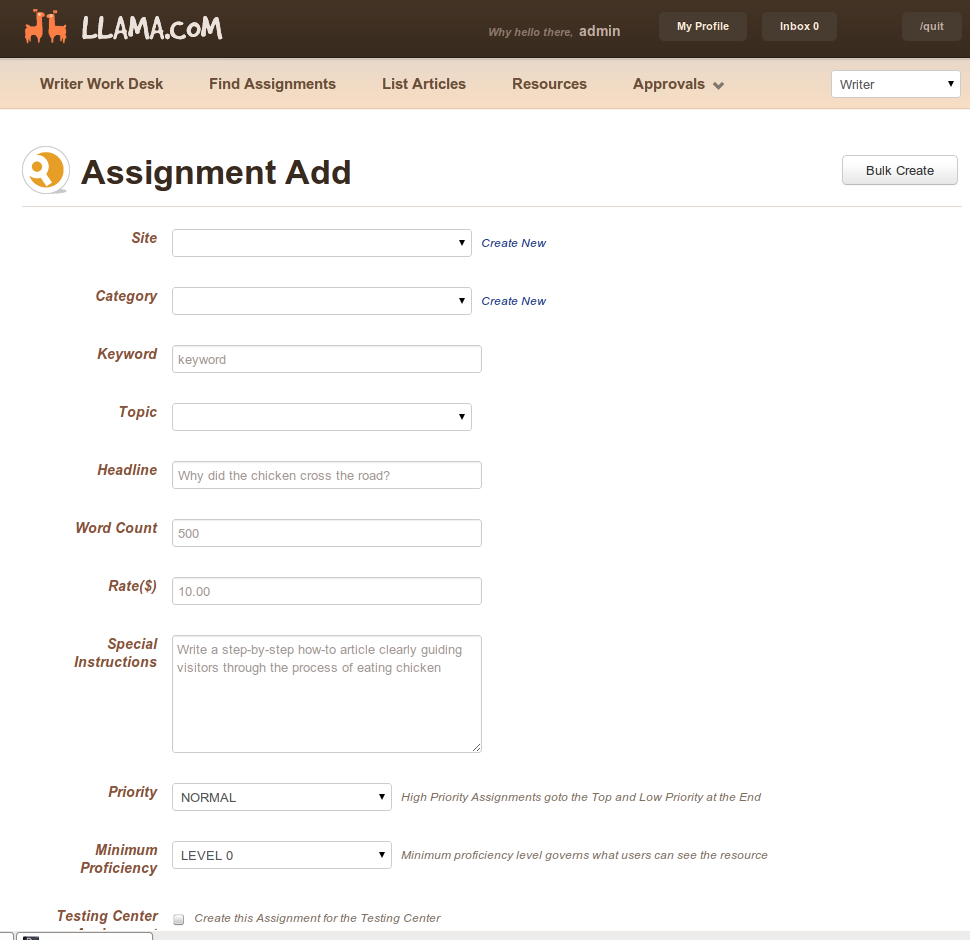 LLAMA.COM
Why hello there, admin
My Profile
Inbox 0
/quit
Writer Work Desk
Find Assignments
List Articles
Resources
Approvals
Writer
Assignment Add
Bulk Create
Site
Create New
Category
Create New
Keyword
keyword
Topic
Headline
Why did the chicken cross the road?
Word Count
500
Rate($)
10.00
Special
Instructions
Write a step-by-step how-to article clearly guiding
visitors through the process of eating chicken
Priority
NORMAL
High Priority Assignments goto the Top and Low Priority at the End
Minimum
Proficiency
LEVEL 0
Minimum proficiency level governs what users can see the resource
Testing Center
Create this Assignment for the Testing Center